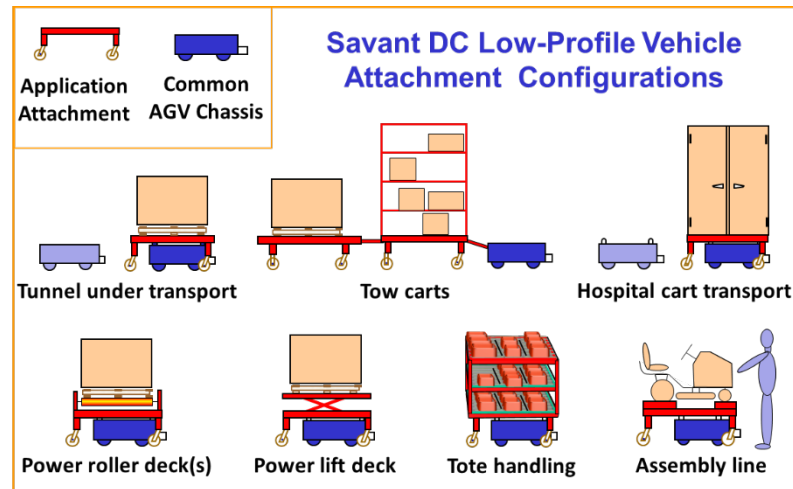 Savant DC Low-Profile Vehicle
Attachment Configurations
Application
Attachment
Common
AGV Chassis
Tunnel under transport
Tow carts
Hospital cart transport
Power roller deck(s)
Power lift deck
Tote handling
Assembly line